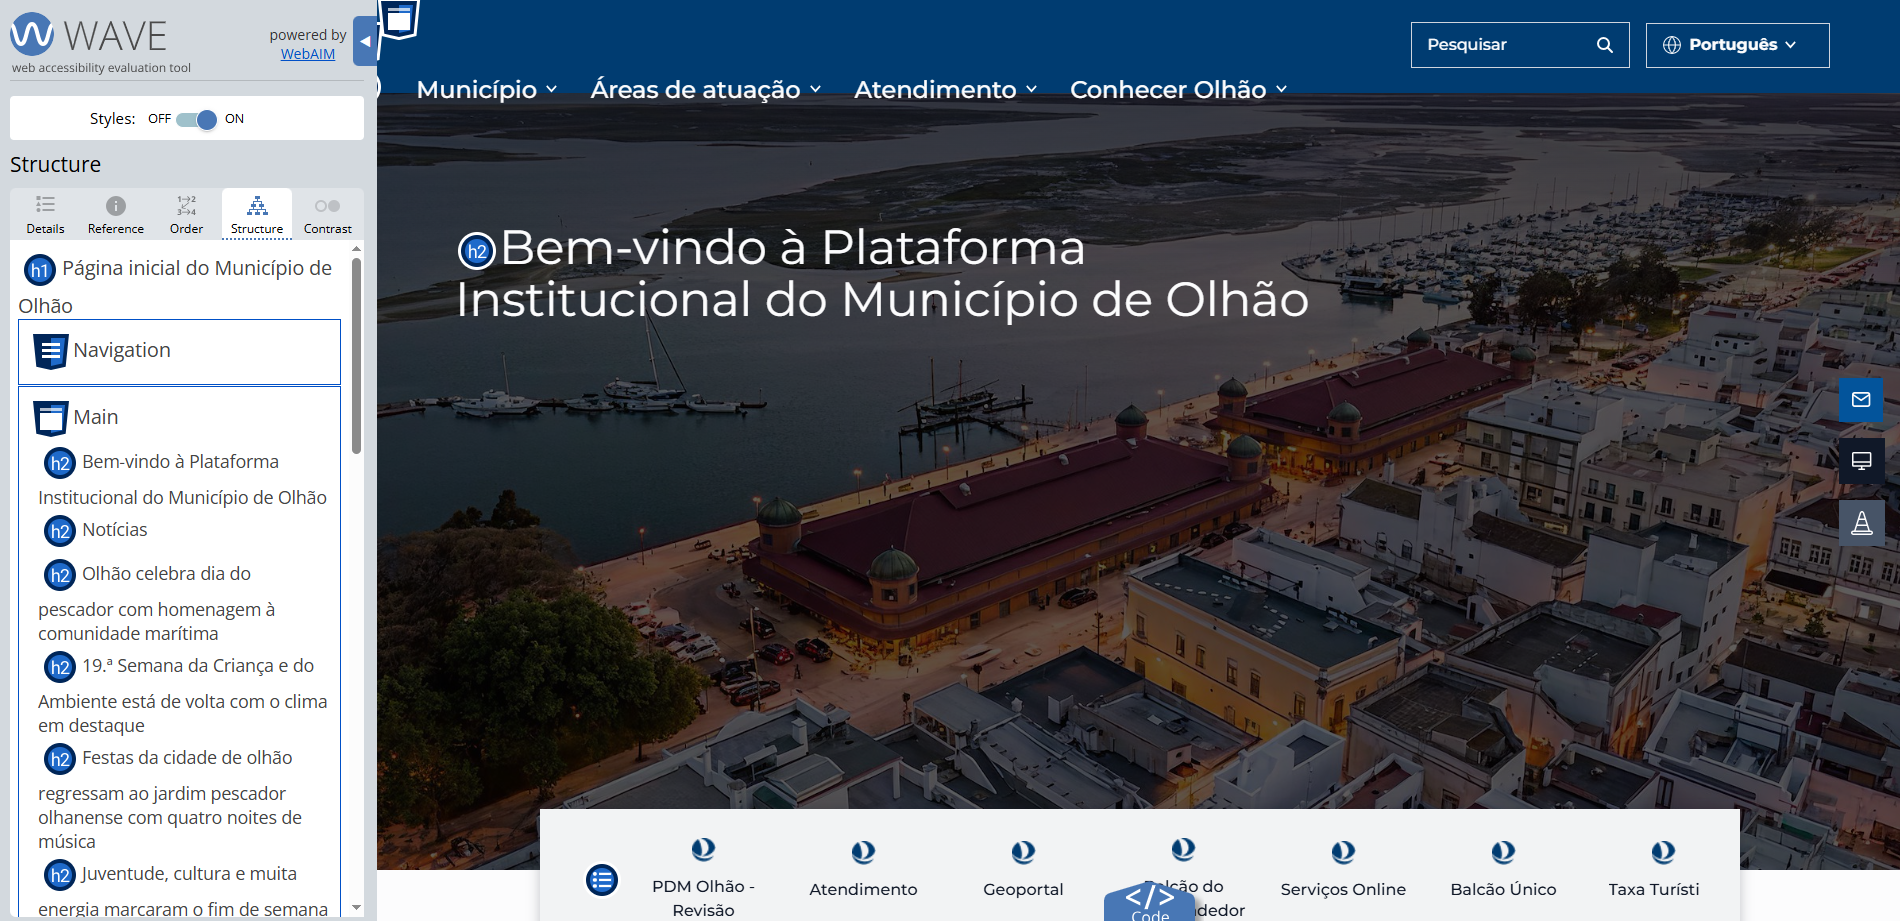 WAVE
web accessibility evaluation tool
powered by
WebAIM
Styles: OFF ON
Structure
Details
Reference
1→2
3→4
Order
Structure
Contrast
h1 Página inicial do Município de
Olhão
Navigation
Main
h2 Bem-vindo à Plataforma
Institucional do Município de Olhão
h2 Notícias
h2 Olhão celebra dia do
pescador com homenagem à
comunidade marítima
h2 19.ª Semana da Criança e do
Ambiente está de volta com o clima
em destaque
h2 Festas da cidade de olhão
regressam ao jardim pescador
olhanense com quatro noites de
música
h2 Juventude, cultura e muita
energia marcaram o fim de semana
Pesquisar
Português
Município
Áreas de atuação
Atendimento
Conhecer Olhão
h2 Bem-vindo à Plataforma
Institucional do Município de Olhão
PDM Olhão -
Revisão
Atendimento
Geoportal
do
Serviços Online
Balcão Único
Taxa Turísti
</> Code